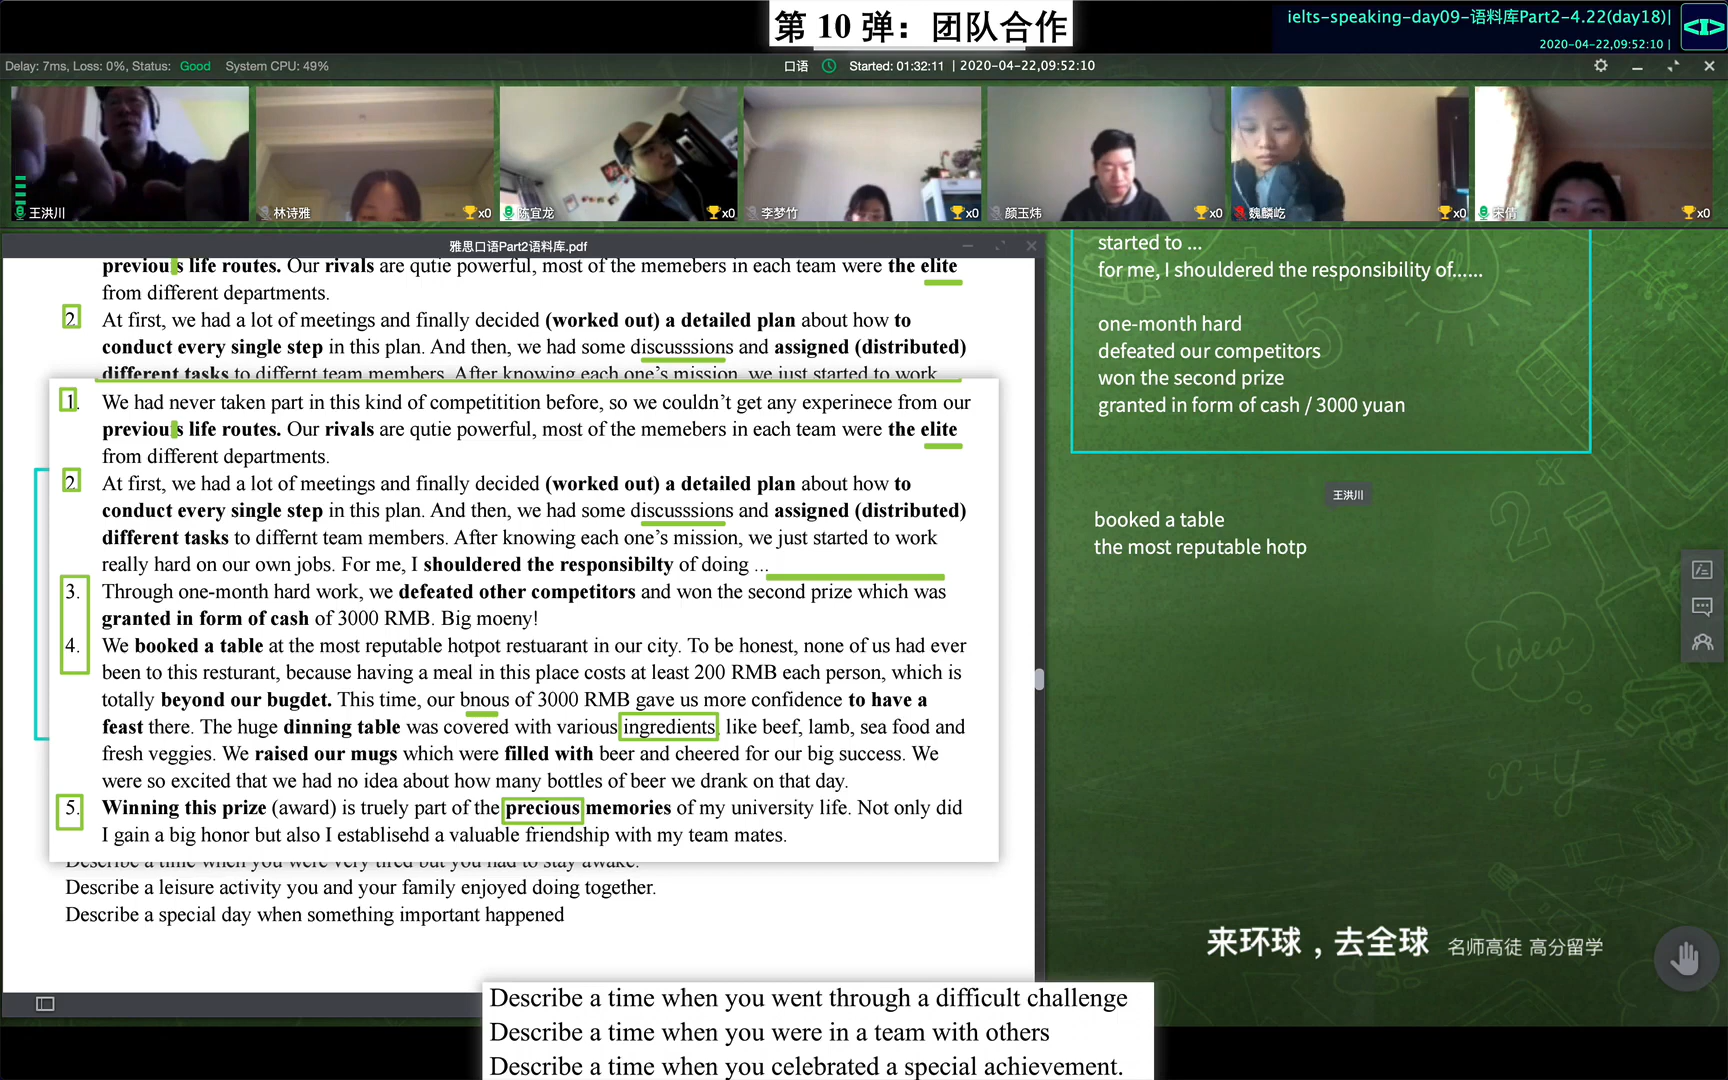 第 10 弹：团队合作
ielts-speaking-day09-语料库Part2-4.22(day18)|
2020-04-22,09:52:10 |
Delay: 7ms, Loss: 0%, Status: Good System CPU: 49%
口语 Started: 01:32:11 | 2020-04-22,09:52:10
王洪川
林诗雅 x0
陈宜龙 x0
李梦竹 x0
颜玉炜 x0
魏麟屹 x0
宋倩 x0
雅思口语Part2语料库.pdf
previous life routes. Our rivals are qutie powerful, most of the memebers in each team were the elite
from different departments.
2. At first, we had a lot of meetings and finally decided (worked out) a detailed plan about how to
conduct every single step in this plan. And then, we had some discusssions and assigned (distributed)
different tasks to differnt team members. After knowing each one's mission, we just started to work
1. We had never taken part in this kind of competitition before, so we couldn't get any experinece from our
previous life routes. Our rivals are qutie powerful, most of the memebers in each team were the elite
from different departments.
2. At first, we had a lot of meetings and finally decided (worked out) a detailed plan about how to
conduct every single step in this plan. And then, we had some discusssions and assigned (distributed)
different tasks to differnt team members. After knowing each one's mission, we just started to work
really hard on our own jobs. For me, I shouldered the responsibilty of doing ...
3. Through one-month hard work, we defeated other competitors and won the second prize which was
granted in form of cash of 3000 RMB. Big moeny!
4. We booked a table at the most reputable hotpot restuarant in our city. To be honest, none of us had ever
been to this resturant, because having a meal in this place costs at least 200 RMB each person, which is
totally beyond our bugdet. This time, our bnous of 3000 RMB gave us more confidence to have a
feast there. The huge dinning table was covered with various ingredients, like beef, lamb, sea food and
fresh veggies. We raised our mugs which were filled with beer and cheered for our big success. We
were so excited that we had no idea about how many bottles of beer we drank on that day.
5. Winning this prize (award) is truely part of the precious memories of my university life. Not only did
I gain a big honor but also I establisehd a valuable friendship with my team mates.
Describe a time when you were very tired but you had to stay awake.
Describe a leisure activity you and your family enjoyed doing together.
Describe a special day when something important happened
started to ...
for me, I shouldered the responsibility of......
one-month hard
defeated our competitors
won the second prize
granted in form of cash / 3000 yuan
王洪川
booked a table
the most reputable hotp
Idea
来环球，去全球 名师高徒 高分留学
Describe a time when you went through a difficult challenge
Describe a time when you were in a team with others
Describe a time when you celebrated a special achievement.